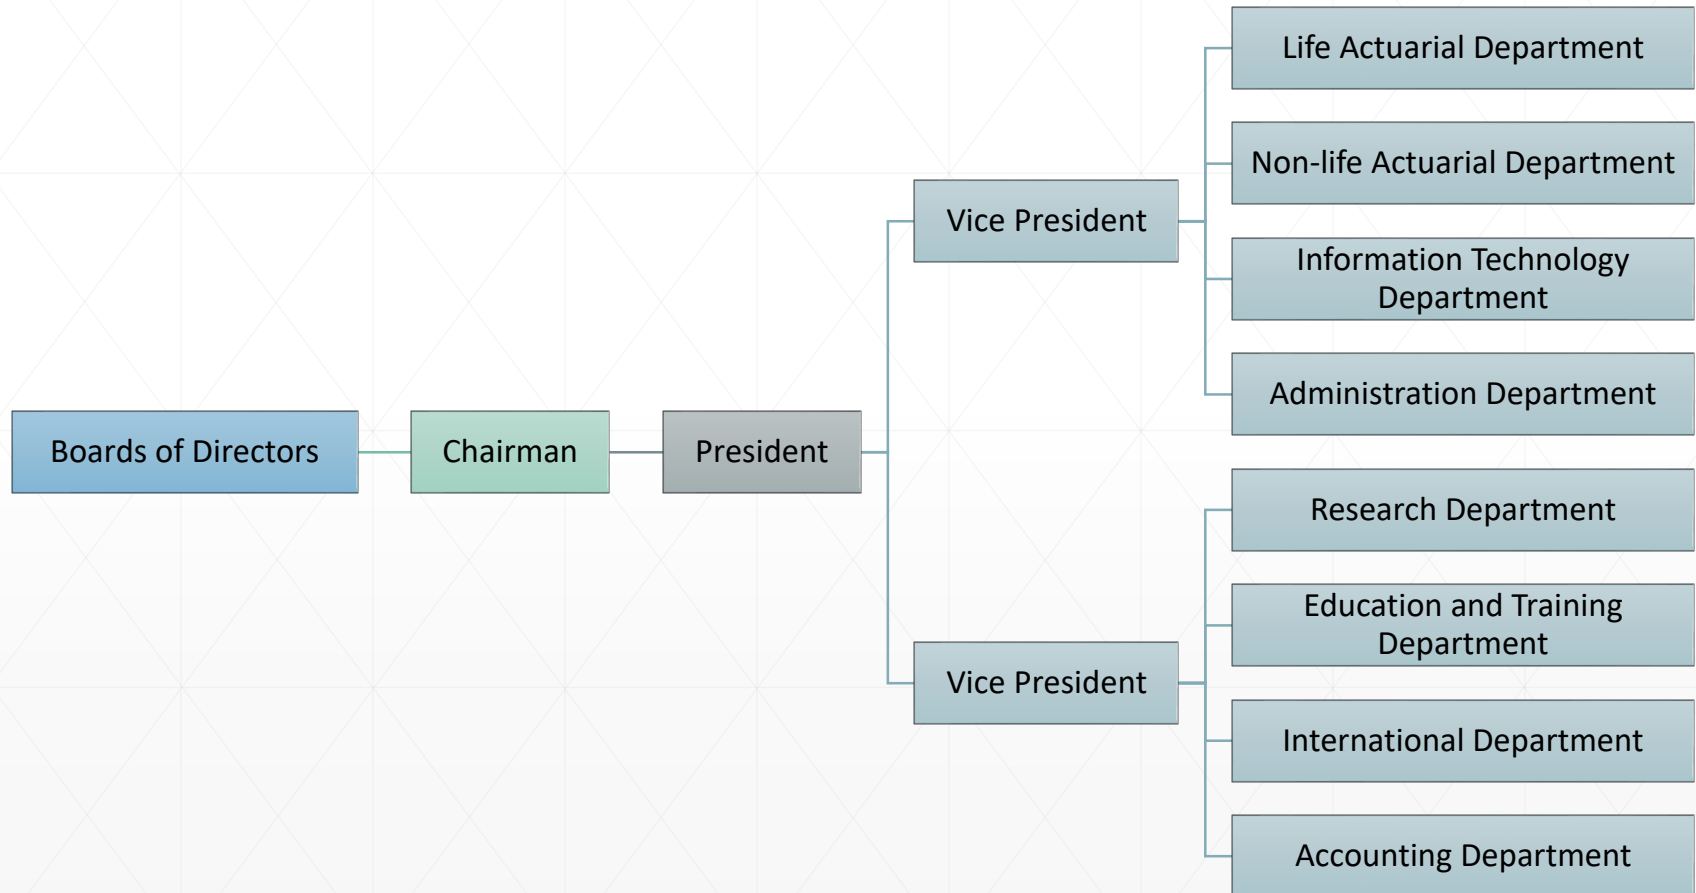 Boards of Directors
Chairman
President
Vice President
Life Actuarial Department
Non-life Actuarial Department
Information Technology
Department
Administration Department
Vice President
Research Department
Education and Training
Department
International Department
Accounting Department